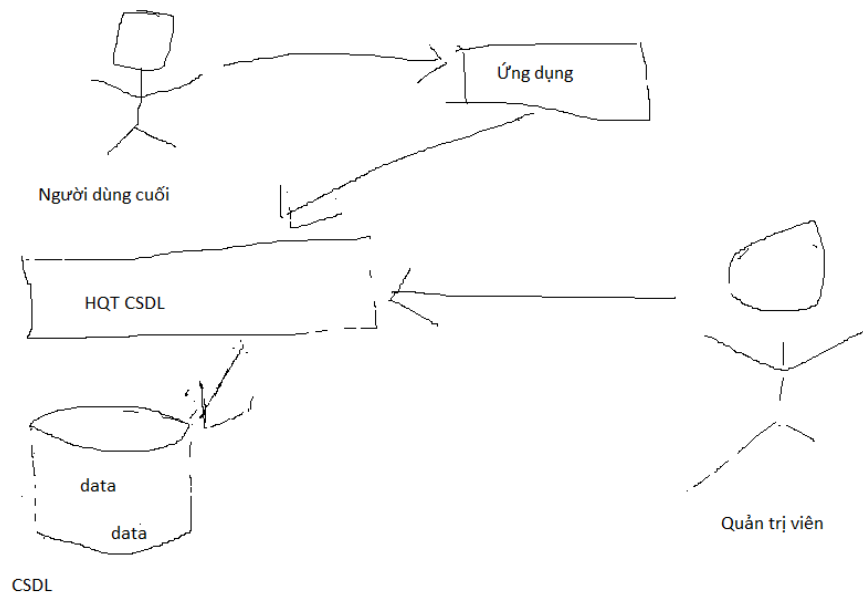 Ứng dụng
Người dùng cuối
HQT CSDL
data
data
Quản trị viên
CSDL